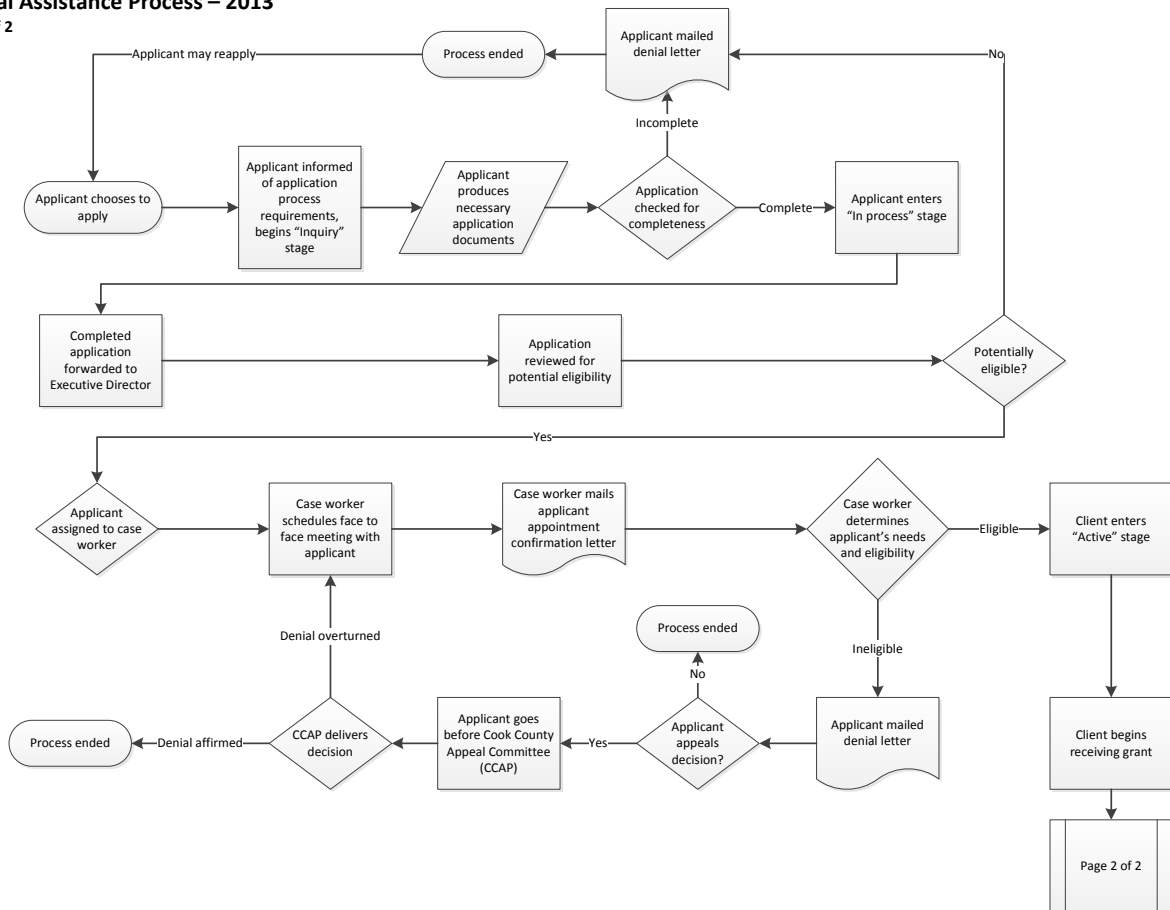 al Assistance Process – 2013
f 2
Applicant may reapply
Process ended
Applicant mailed
denial letter
No
Incomplete
Applicant chooses to
apply
Applicant informed
of application
process
requirements,
begins “Inquiry”
stage
Applicant
produces
necessary
application
documents
Application
checked for
completeness
Complete
Applicant enters
“In process” stage
Completed
application
forwarded to
Executive Director
Application
reviewed for
potential eligibility
Potentially
eligible?
Yes
Applicant
assigned to case
worker
Case worker
schedules face to
face meeting with
applicant
Case worker mails
applicant
appointment
confirmation letter
Case worker
determines
applicant’s needs
and eligibility
Eligible
Client enters
“Active” stage
Denial overturned
Process ended
Ineligible
No
Process ended
Denial affirmed
CCAP delivers
decision
Applicant goes
before Cook County
Appeal Committee
(CCAP)
Yes
Applicant
appeals
decision?
Applicant mailed
denial letter
Client begins
receiving grant
Page 2 of 2